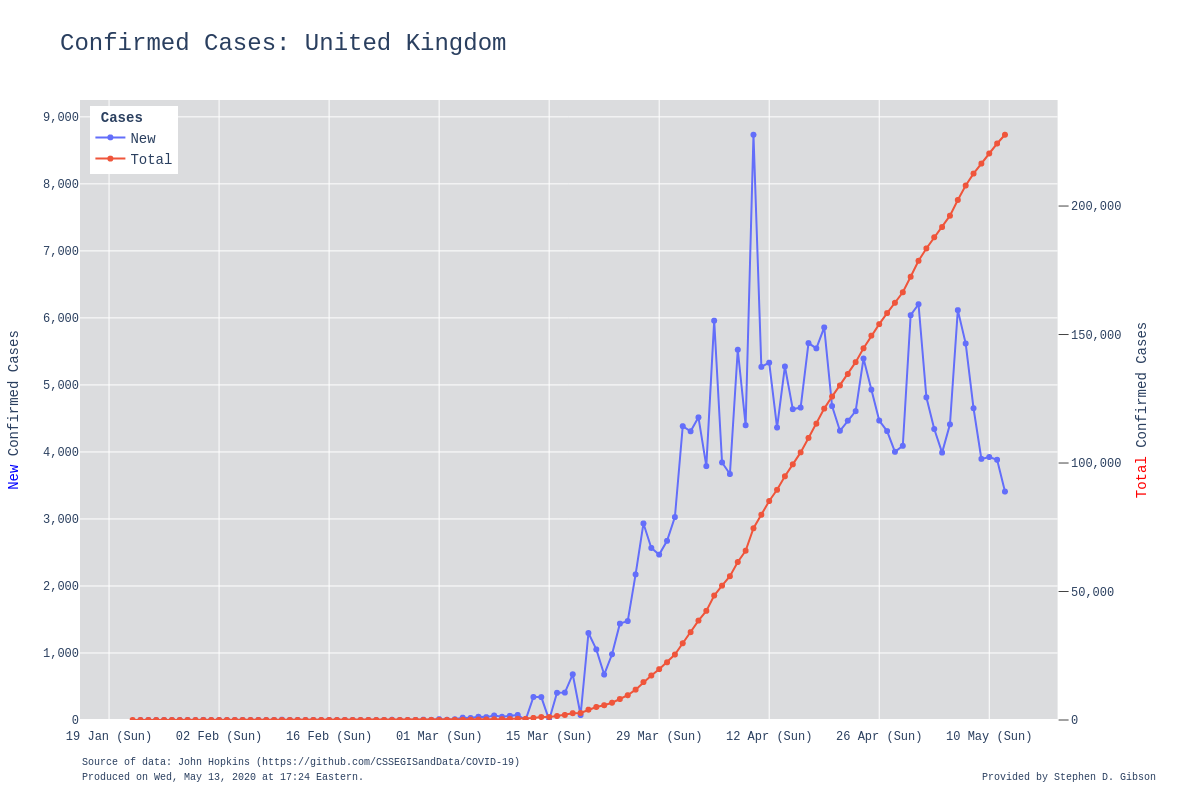 Confirmed Cases: United Kingdom
Cases
New
Total
9,000
8,000
7,000
6,000
5,000
4,000
3,000
2,000
1,000
0
New Confirmed Cases
200,000
150,000
100,000
50,000
0
Total Confirmed Cases
19 Jan (Sun) 02 Feb (Sun) 16 Feb (Sun) 01 Mar (Sun) 15 Mar (Sun) 29 Mar (Sun) 12 Apr (Sun) 26 Apr (Sun) 10 May (Sun)
Source of data: John Hopkins (https://github.com/CSSEGISandData/COVID-19)
Produced on Wed, May 13, 2020 at 17:24 Eastern.
Provided by Stephen D. Gibson